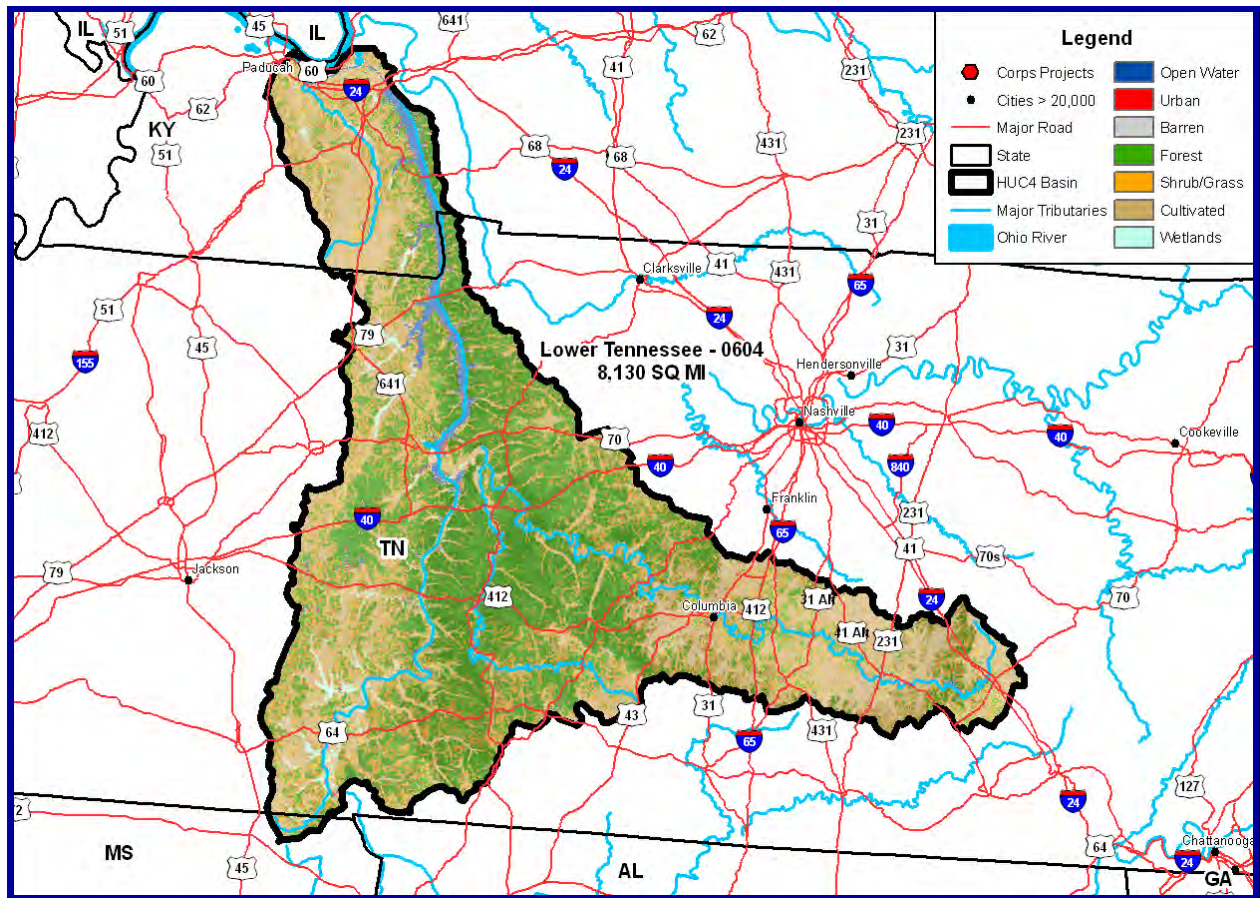 IL
51
45
IL
641
62
60
Paducah
60
24
41
231
62
KY
51
68
68
24
431
231
31
Legend
Corps Projects
Cities > 20,000
Major Road
State
HUC4 Basin
Major Tributaries
Ohio River
Open Water
Urban
Barren
Forest
Shrub/Grass
Cultivated
Wetlands
Clarksville
41
431
65
24
51
155
45
79
641
Lower Tennessee - 0604
8,130 SQ MI
31
Hendersonville
Nashville
40
40
Cookeville
412
70
40
840
Franklin
65
231
41
70s
40
TN
79
Jackson
412
Columbia
412
31 Alt
41 Alt
231
24
70
64
43
31
65
431
24
127
64
Chattanooga
24
GA
72
MS
45
AL